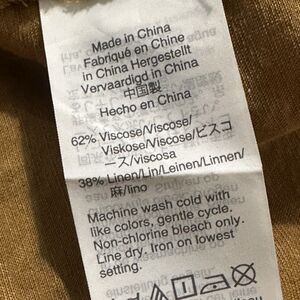 Made in China
Fabriqué en Chine
in China Hergestellt
Vervaardigd in China
中国製
Hecho en China
62% Viscose/Viscose/
Viskose/Viscose/ビスコ
ース/viscosa
38% Linen/Lin/Leinen/Linnen/
麻/lino
Machine wash cold with
like colors, gentle cycle.
Non-chlorine bleach only.
Line dry. Iron on lowest
setting.